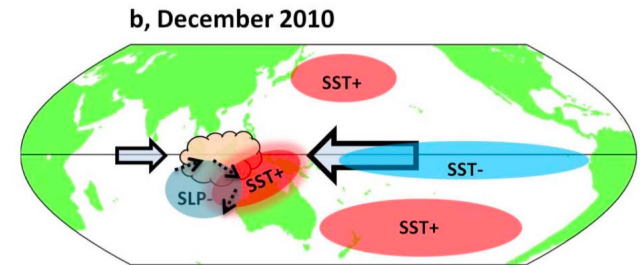 b, December 2010
SST+
SST+
SST-
SLP-
SST+